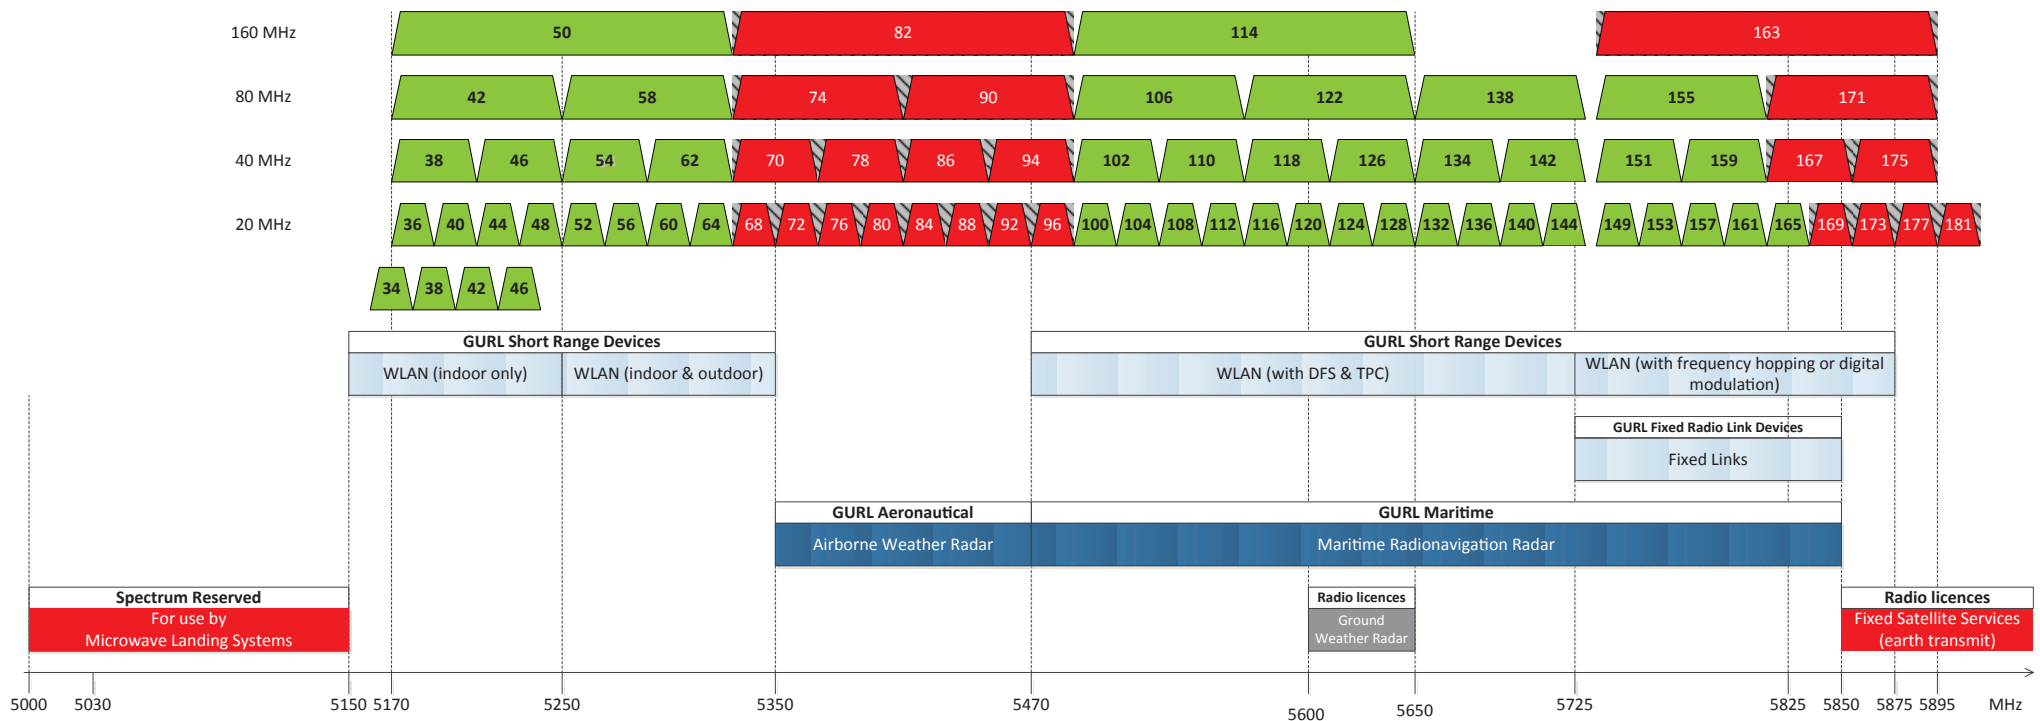 160 MHz 50 82 114 163
80 MHz 42 58 74 90 106 122 138 155 171
40 MHz 38 46 54 62 70 78 86 94 102 110 118 126 134 142 151 159 167 175
20 MHz 36 40 44 48 52 56 60 64 68 72 76 80 84 88 92 96 100 104 108 112 116 120 124 128 132 136 140 144 149 153 157 161 165 169 173 177 181
34 38 42 46
GURL Short Range Devices
WLAN (indoor only)
WLAN (indoor & outdoor)
GURL Short Range Devices
WLAN (with DFS & TPC)
WLAN (with frequency hopping or digital
modulation)
GURL Fixed Radio Link Devices
Fixed Links
GURL Aeronautical
Airborne Weather Radar
GURL Maritime
Maritime Radionavigation Radar
Spectrum Reserved
For use by
Microwave Landing Systems
Radio licences
Ground
Weather Radar
Radio licences
Fixed Satellite Services
(earth transmit)
5000 5030 5150 5170 5250 5350 5470 5600 5650 5725 5825 5850 5875 5895 MHz